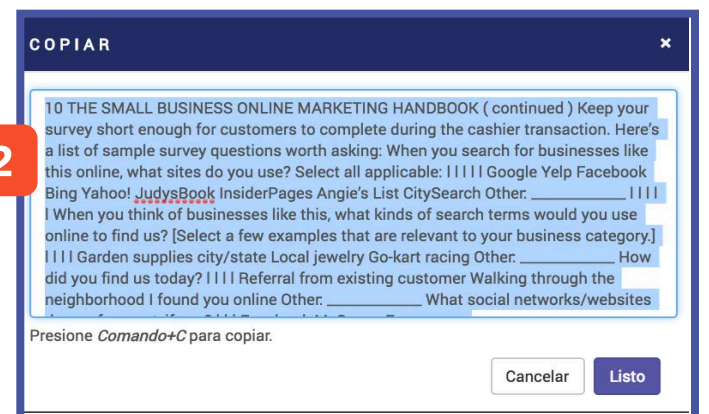 COPIAR ×
10 THE SMALL BUSINESS ONLINE MARKETING HANDBOOK ( continued ) Keep your
survey short enough for customers to complete during the cashier transaction. Here's
2
a list of sample survey questions worth asking: When you search for businesses like
this online, what sites do you use? Select all applicable: I I I I I Google Yelp Facebook
Bing Yahoo! JudysBook InsiderPages Angie's List CitySearch Other: ____________ I I I I
I When you think of businesses like this, what kinds of search terms would you use
online to find us? [Select a few examples that are relevant to your business category.]
I I I I Garden supplies city/state Local jewelry Go-kart racing Other: ____________ How
did you find us today? I I I I Referral from existing customer Walking through the
neighborhood I found you online Other: ____________ What social networks/websites
Presione Comando+C para copiar.
Cancelar Listo